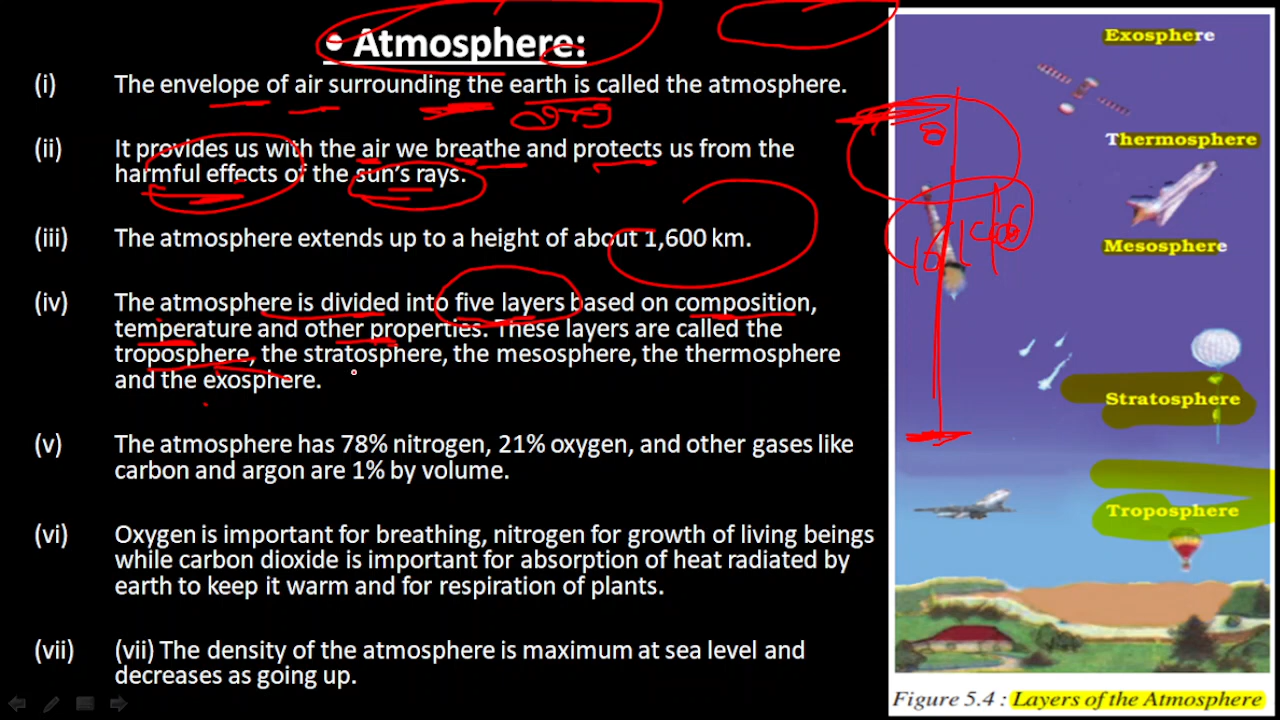 • Atmosphere:
(i) The envelope of air surrounding the earth is called the atmosphere.
(ii) It provides us with the air we breathe and protects us from the
harmful effects of the sun's rays.
(iii) The atmosphere extends up to a height of about 1,600 km.
(iv) The atmosphere is divided into five layers based on composition,
temperature and other properties. These layers are called the
troposphere, the stratosphere, the mesosphere, the thermosphere
and the exosphere.
(v) The atmosphere has 78% nitrogen, 21% oxygen, and other gases like
carbon and argon are 1% by volume.
(vi) Oxygen is important for breathing, nitrogen for growth of living beings
while carbon dioxide is important for absorption of heat radiated by
earth to keep it warm and for respiration of plants.
(vii) (vii) The density of the atmosphere is maximum at sea level and
decreases as going up.
Exosphere
Thermosphere
Mesosphere
Stratosphere
Troposphere
Figure 5.4 : Layers of the Atmosphere